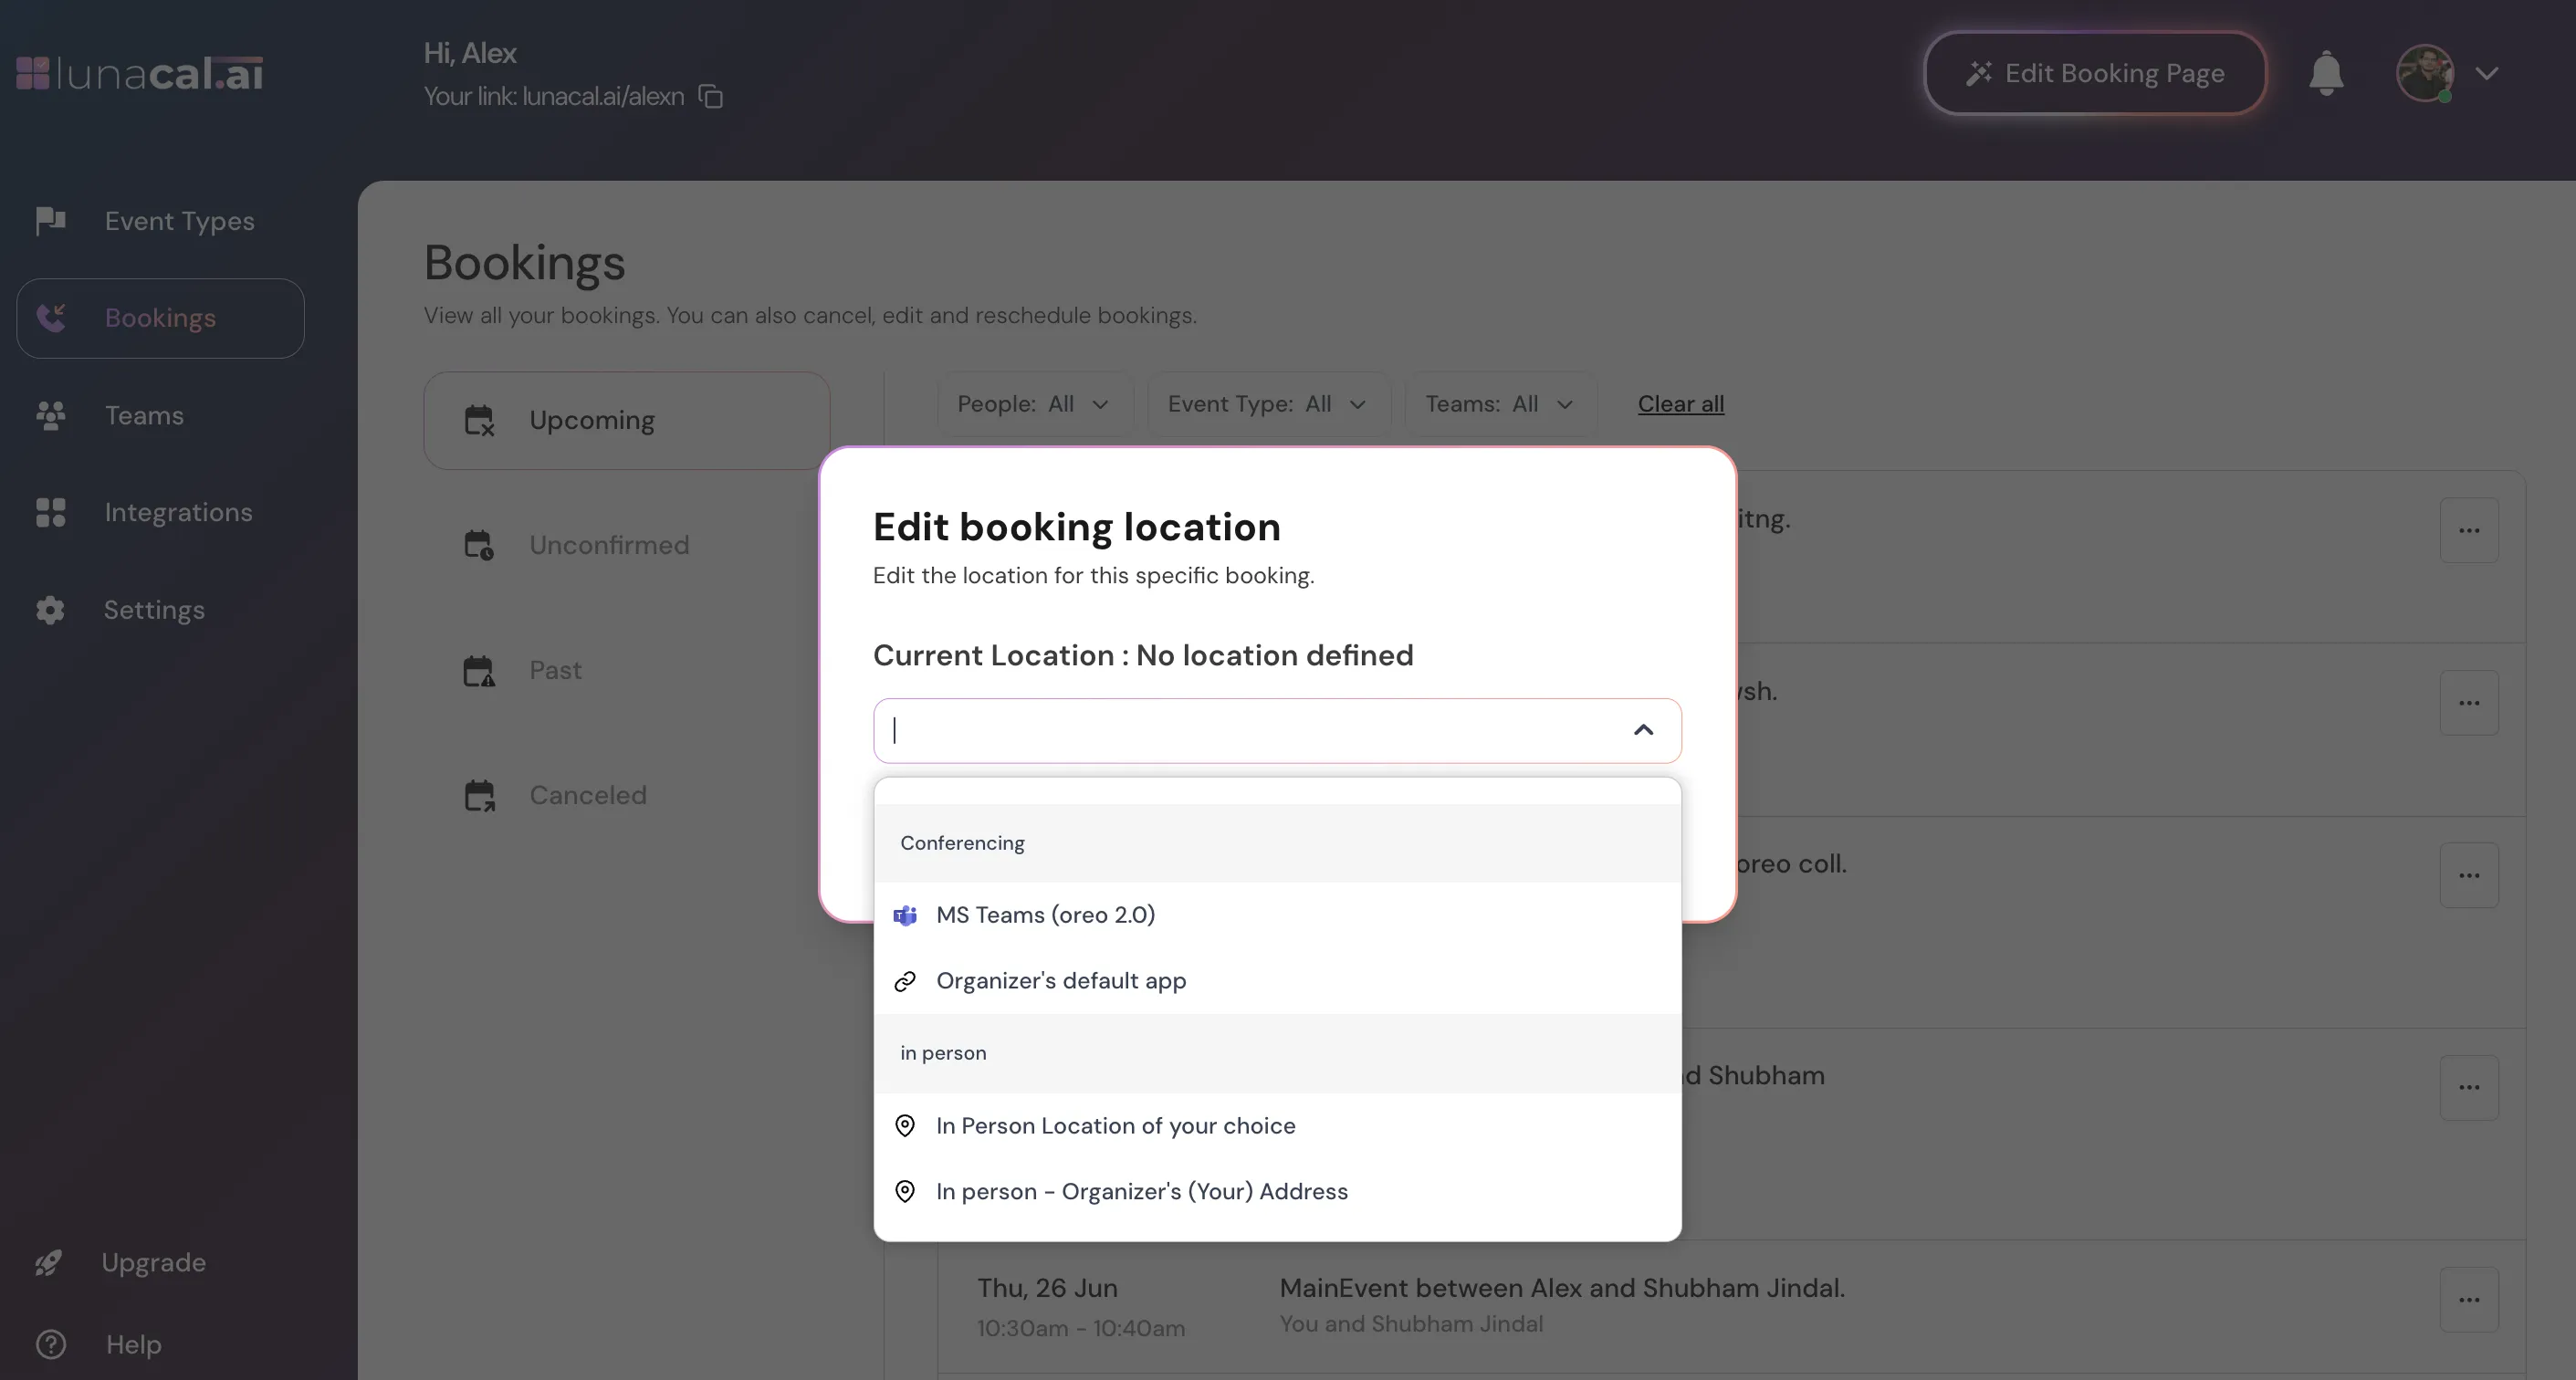 lunacal.ai
Hi, Alex
Your link: lunacal.ai/alexn
Edit Booking Page
Event Types
Bookings
Teams
Integrations
Settings
Upgrade
Help
Bookings
View all your bookings. You can also cancel, edit and reschedule bookings.
Upcoming
Unconfirmed
Past
Canceled
People: All
Event Type: All
Teams: All
Clear all
Edit booking location
Edit the location for this specific booking.
Current Location : No location defined
Conferencing
MS Teams (oreo 2.0)
Organizer's default app
in person
In Person Location of your choice
In person - Organizer's (Your) Address
oreo coll.
Shubham
Thu, 26 Jun
10:30am - 10:40am
MainEvent between Alex and Shubham Jindal.
You and Shubham Jindal